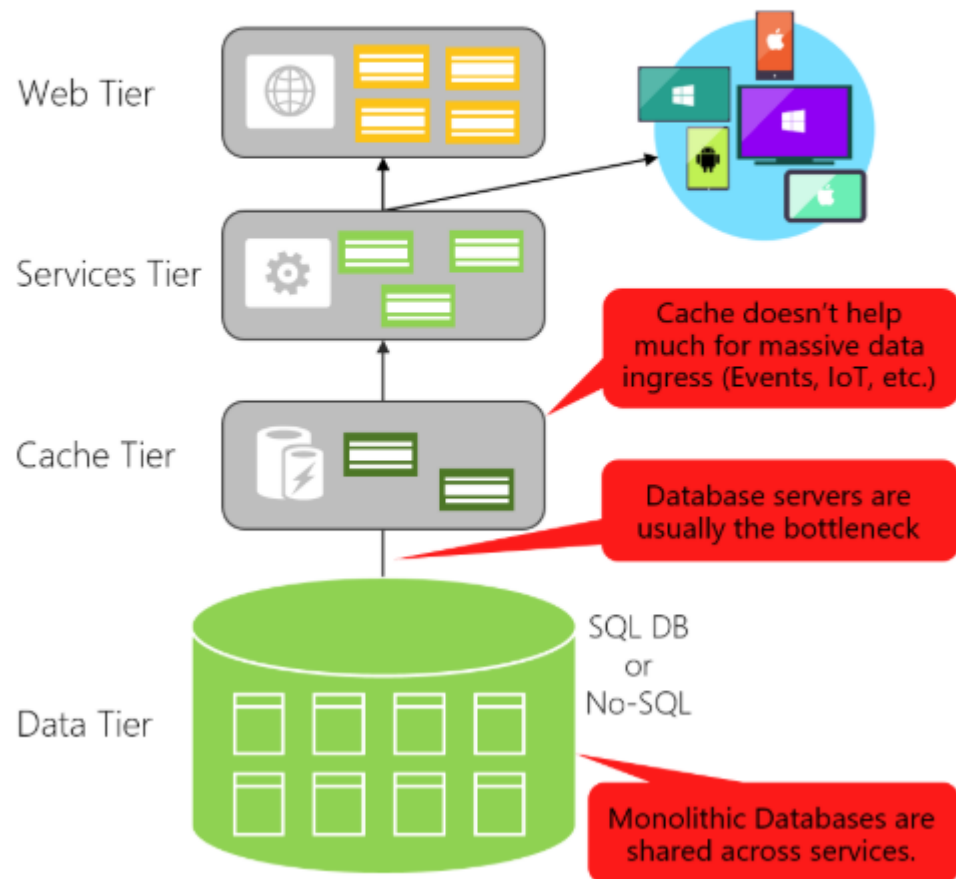 Web Tier
Services Tier
Cache doesn't help
much for massive data
ingress (Events, IoT, etc.)
Cache Tier
Database servers are
usually the bottleneck
SQL DB
or
No-SQL
Data Tier
Monolithic Databases are
shared across services.